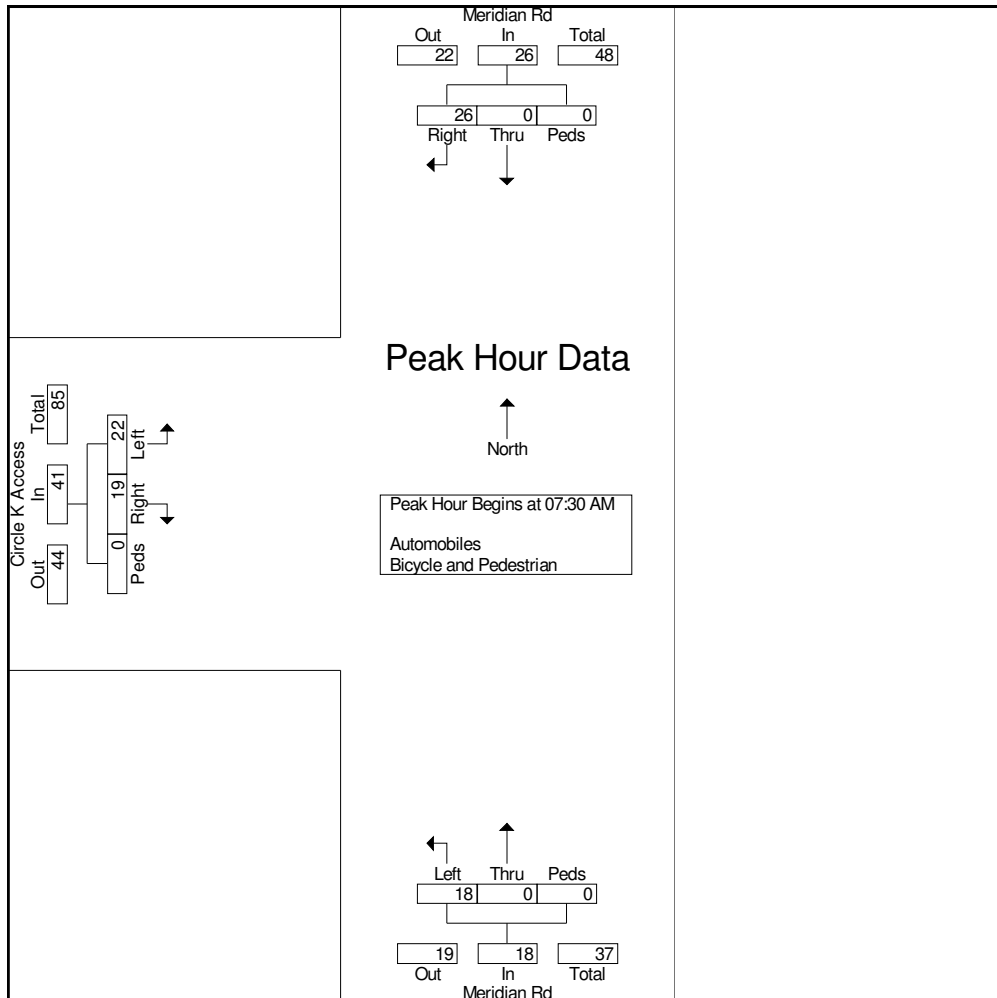 Meridian Rd
Out In Total
22 26 48
26 0 0
Right Thru Peds
Peak Hour Data
North
Peak Hour Begins at 07:30 AM
Automobiles
Bicycle and Pedestrian
Circle K Access
Out In Total
44 41 85
0 19 22
Peds Right Left
Left Thru Peds
18 0 0
19 18 37
Out In Total
Meridian Rd